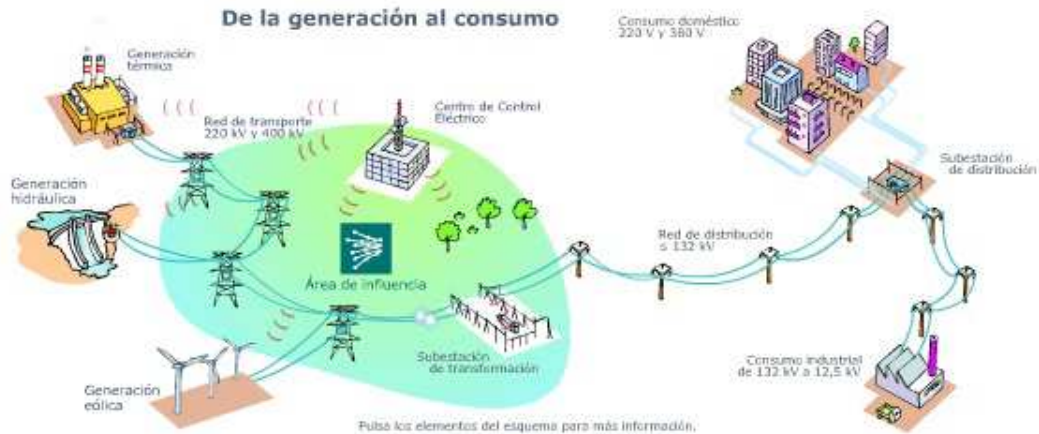 De la generación al consumo
Generación
térmica
Red de transporte
220 kV y 400 kV
Centro de Control
Eléctrico
Consumo doméstico
220 V y 380 V
Subestación
de distribución
Generación
hidráulica
Red de distribución
≤ 132 kV
Área de influencia
Subestación
de transformación
Consumo industrial
de 132 kV a 12,5 kV
Generación
eólica
Pulsa los elementos del esquema para más información.